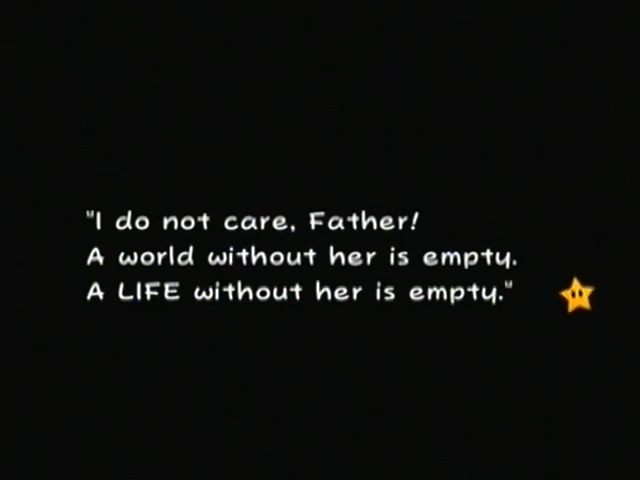 "I do not care, Father!
A world without her is empty.
A LIFE without her is empty."